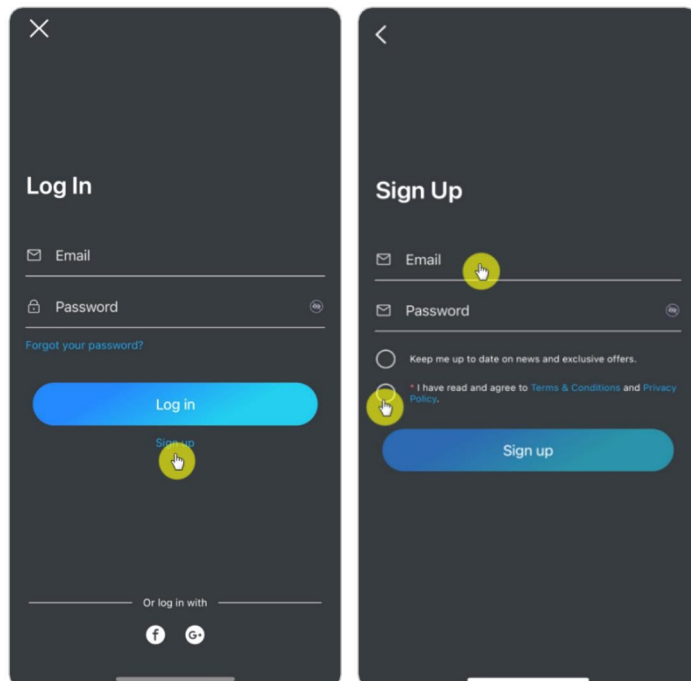 Log In
Email
Password
Forgot your password?
Log in
Sign up
Or log in with
f
G+
Sign Up
Email
Password
Keep me up to date on news and exclusive offers.
* I have read and agree to Terms & Conditions and Privacy
Policy.
Sign up